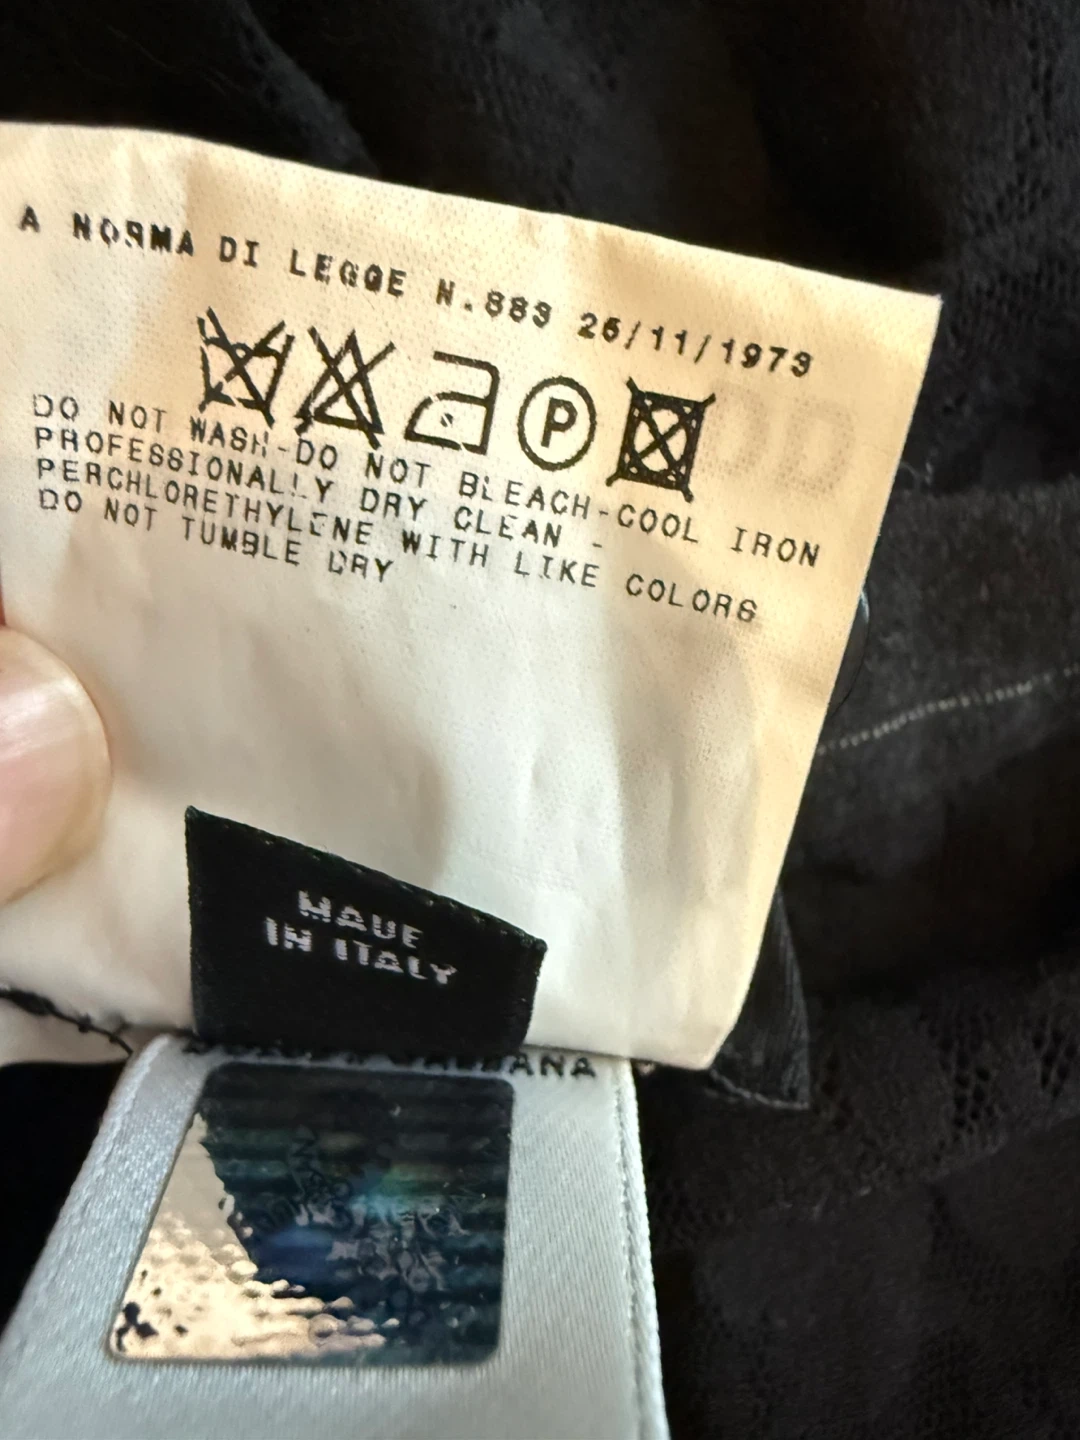 A NORMA DI LEGGE N.883 26/11/1973
P
DO NOT WASH-DO NOT BLEACH-COOL IRON
PROFESSIONALLY DRY CLEAN -
PERCHLORETHYLENE WITH LIKE COLORS
DO NOT TUMBLE DRY
MADE
IN ITALY
GABBANA